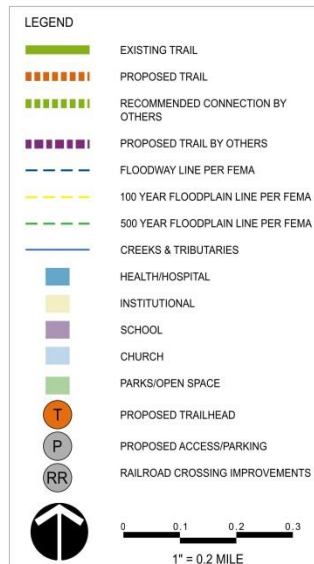 LEGEND
EXISTING TRAIL
PROPOSED TRAIL
RECOMMENDED CONNECTION BY
OTHERS
PROPOSED TRAIL BY OTHERS
FLOODWAY LINE PER FEMA
100 YEAR FLOODPLAIN LINE PER FEMA
500 YEAR FLOODPLAIN LINE PER FEMA
CREEKS & TRIBUTARIES
HEALTH/HOSPITAL
INSTITUTIONAL
SCHOOL
CHURCH
PARKS/OPEN SPACE
T PROPOSED TRAILHEAD
P PROPOSED ACCESS/PARKING
RR RAILROAD CROSSING IMPROVEMENTS
0 0.1 0.2 0.3
1" = 0.2 MILE